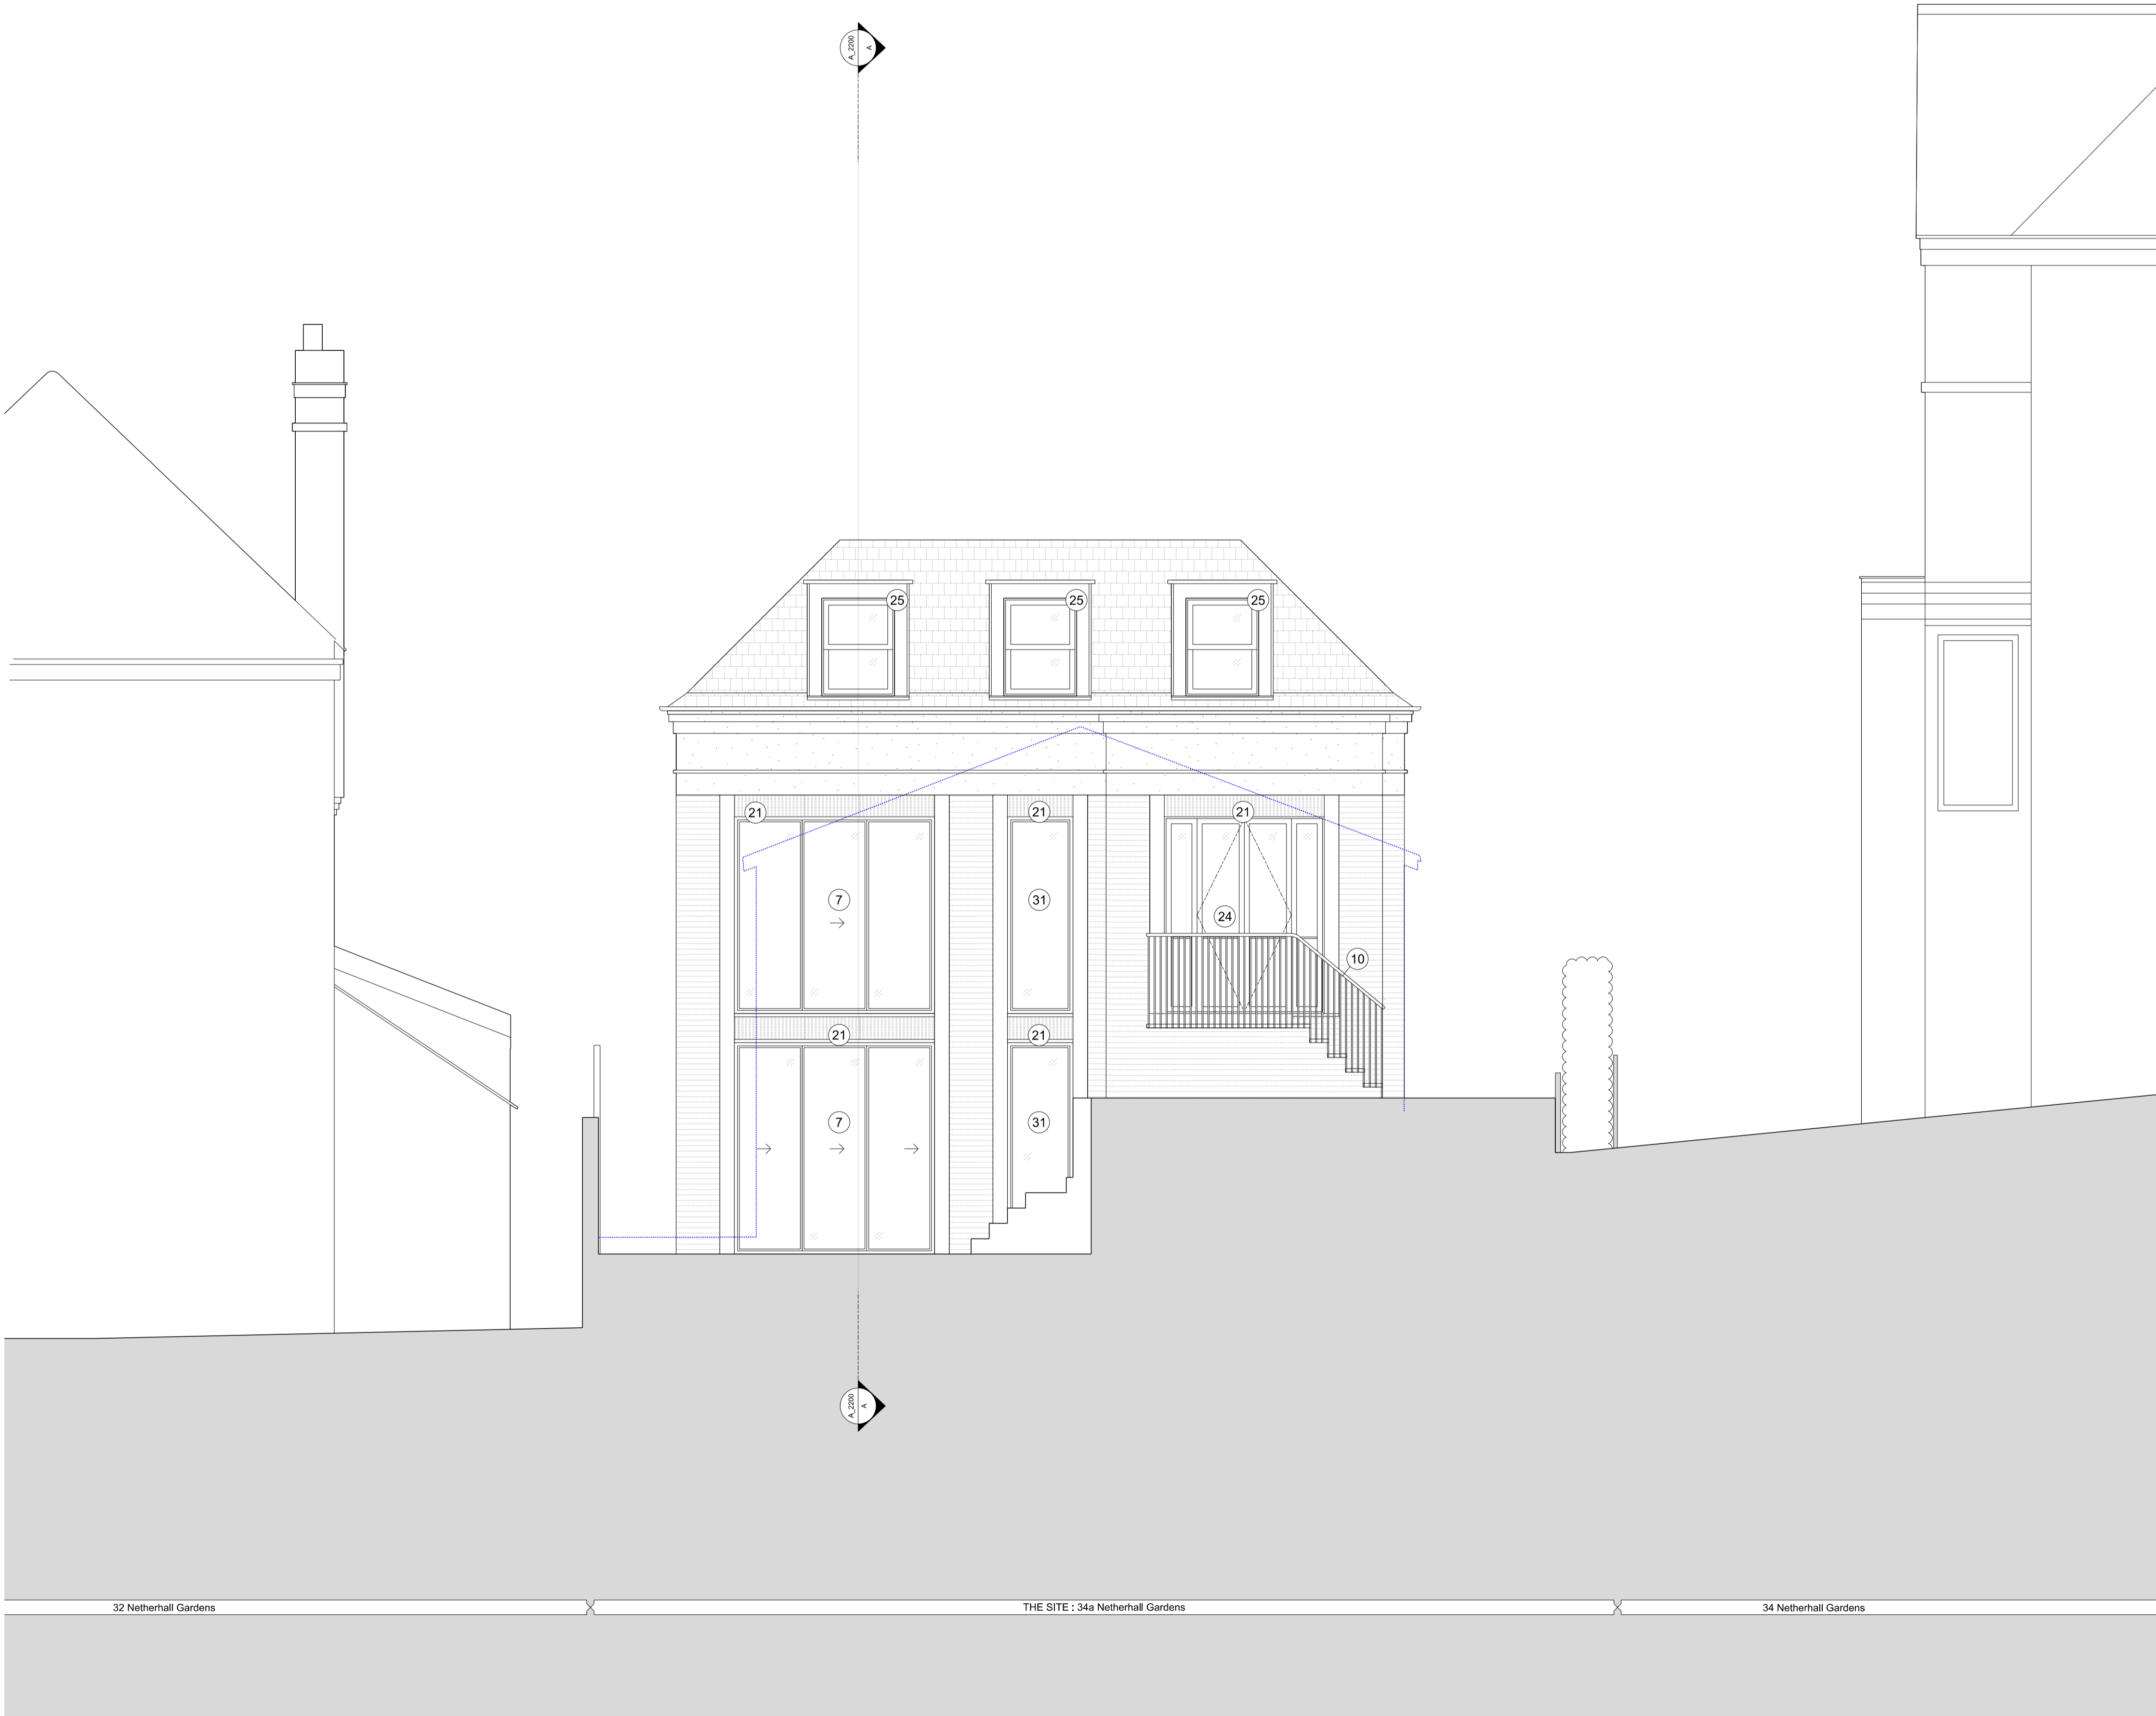 A_2200
A
25 25 25
21 21 21
7 31
24
10
21 21
7 31
A_2200
A
32 Netherhall Gardens THE SITE : 34a Netherhall Gardens 34 Netherhall Gardens